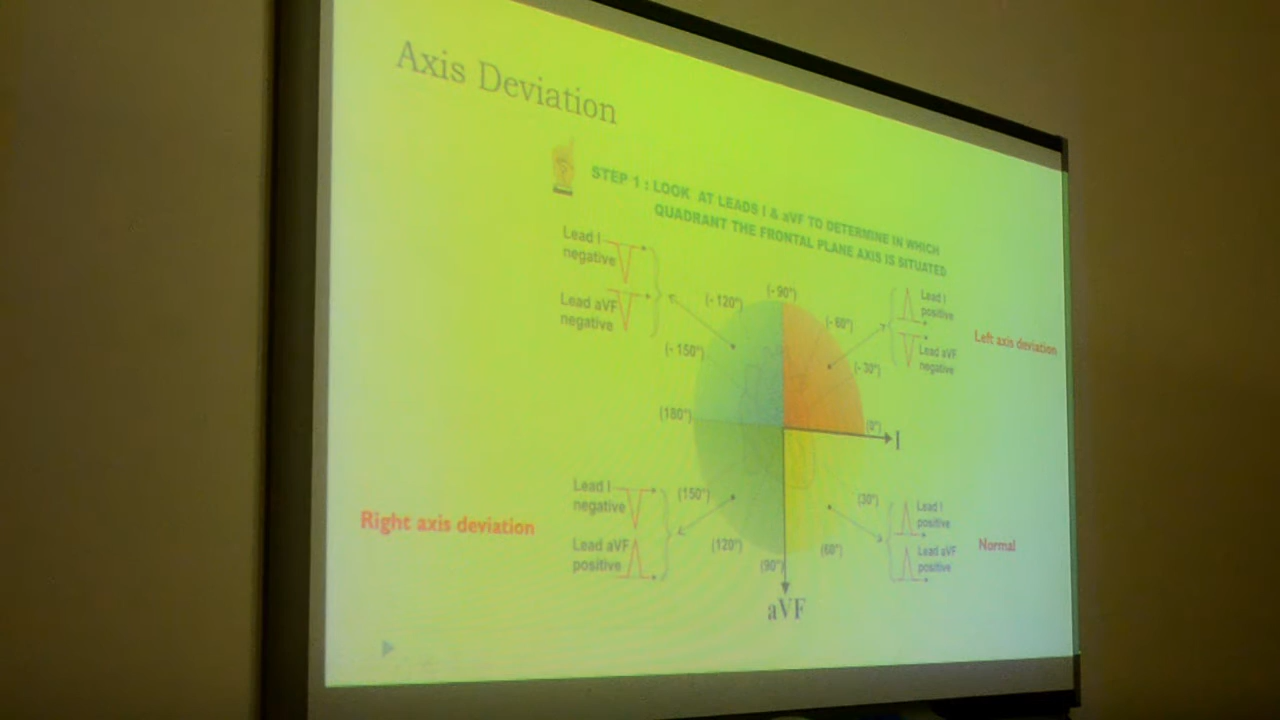 Axis Deviation
STEP 1 : LOOK AT LEADS I & aVF TO DETERMINE IN WHICH
QUADRANT THE FRONTAL PLANE AXIS IS SITUATED
Lead I
negative
Lead aVF
negative
(- 120°)
(- 90°)
(- 60°)
Lead I
positive
Lead aVF
negative
Left axis deviation
(- 150°)
(- 30°)
(180°)
(0°)
I
Right axis deviation
Lead I
negative
Lead aVF
positive
(150°)
(120°)
(90°)
(60°)
(30°)
Lead I
positive
Lead aVF
positive
Normal
aVF